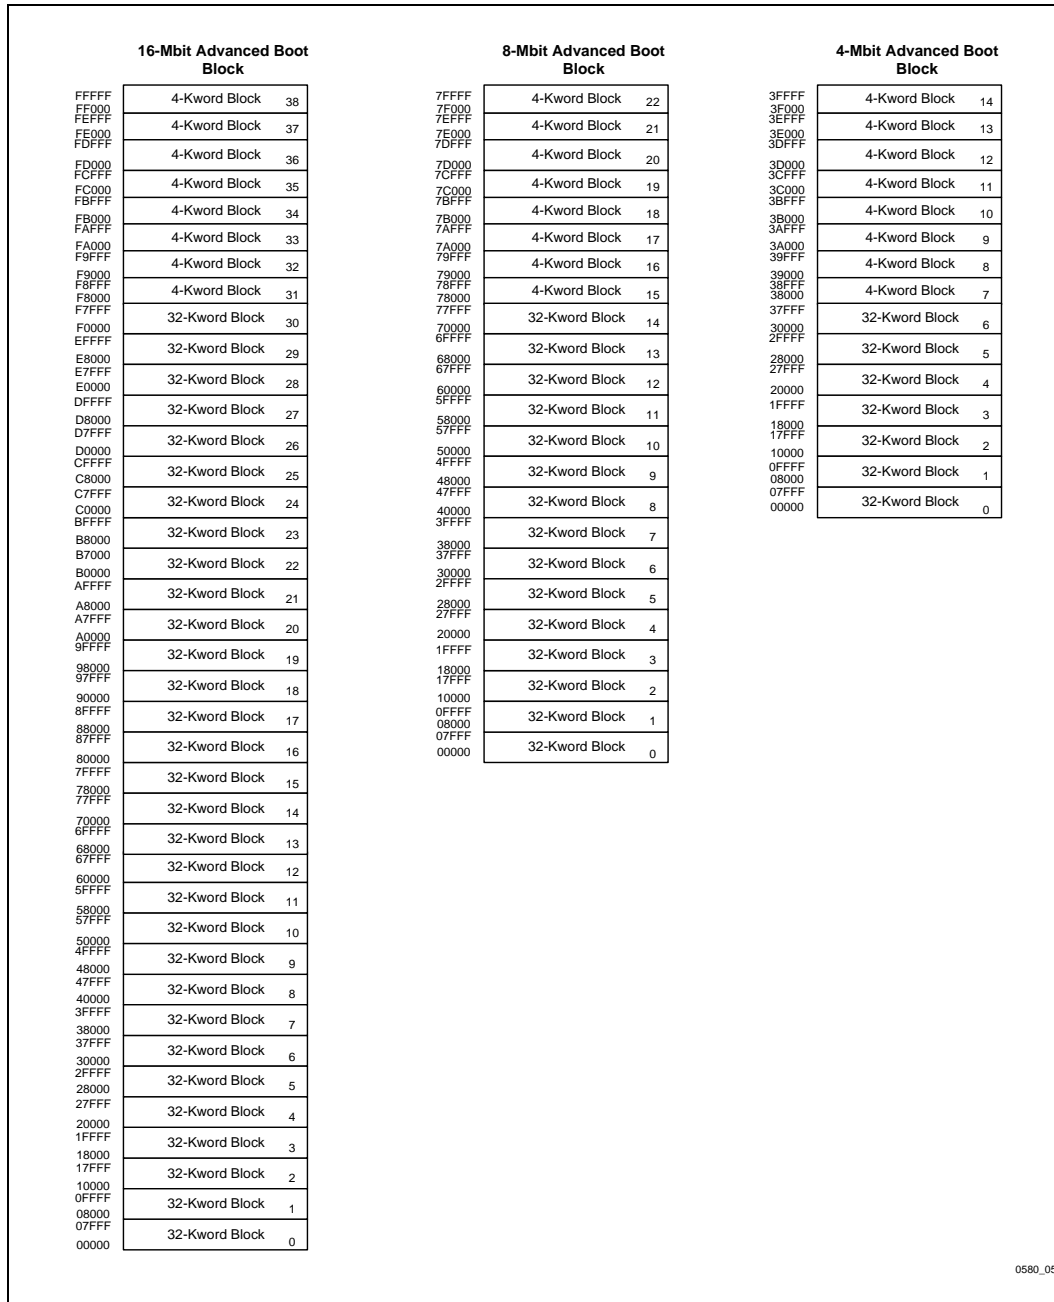 16-Mbit Advanced Boot
Block
FFFFF
4-Kword Block 38
FF000
FEFFF
4-Kword Block 37
FE000
FDFFF
4-Kword Block 36
FD000
FCFFF
4-Kword Block 35
FC000
FBFFF
4-Kword Block 34
FB000
FAFFF
4-Kword Block 33
FA000
F9FFF
4-Kword Block 32
F9000
F8FFF
4-Kword Block 31
F8000
F7FFF
32-Kword Block 30
F0000
EFFFF
32-Kword Block 29
E8000
E7FFF
32-Kword Block 28
E0000
DFFFF
32-Kword Block 27
D8000
D7FFF
32-Kword Block 26
D0000
CFFFF
32-Kword Block 25
C8000
C7FFF
32-Kword Block 24
C0000
BFFFF
32-Kword Block 23
B8000
B7000
32-Kword Block 22
B0000
AFFFF
32-Kword Block 21
A8000
A7FFF
32-Kword Block 20
A0000
9FFFF
32-Kword Block 19
98000
97FFF
32-Kword Block 18
90000
8FFFF
32-Kword Block 17
88000
87FFF
32-Kword Block 16
80000
7FFFF
32-Kword Block 15
78000
77FFF
32-Kword Block 14
70000
6FFFF
32-Kword Block 13
68000
67FFF
32-Kword Block 12
60000
5FFFF
32-Kword Block 11
58000
57FFF
32-Kword Block 10
50000
4FFFF
32-Kword Block 9
48000
47FFF
32-Kword Block 8
40000
3FFFF
32-Kword Block 7
38000
37FFF
32-Kword Block 6
30000
2FFFF
32-Kword Block 5
28000
27FFF
32-Kword Block 4
20000
1FFFF
32-Kword Block 3
18000
17FFF
32-Kword Block 2
10000
0FFFF
32-Kword Block 1
08000
07FFF
32-Kword Block 0
00000
8-Mbit Advanced Boot
Block
7FFFF
4-Kword Block 22
7F000
7EFFF
4-Kword Block 21
7E000
7DFFF
4-Kword Block 20
7D000
7CFFF
4-Kword Block 19
7C000
7BFFF
4-Kword Block 18
7B000
7AFFF
4-Kword Block 17
7A000
79FFF
4-Kword Block 16
79000
78FFF
4-Kword Block 15
78000
77FFF
32-Kword Block 14
70000
6FFFF
32-Kword Block 13
68000
67FFF
32-Kword Block 12
60000
5FFFF
32-Kword Block 11
58000
57FFF
32-Kword Block 10
50000
4FFFF
32-Kword Block 9
48000
47FFF
32-Kword Block 8
40000
3FFFF
32-Kword Block 7
38000
37FFF
32-Kword Block 6
30000
2FFFF
32-Kword Block 5
28000
27FFF
32-Kword Block 4
20000
1FFFF
32-Kword Block 3
18000
17FFF
32-Kword Block 2
10000
0FFFF
32-Kword Block 1
08000
07FFF
32-Kword Block 0
00000
4-Mbit Advanced Boot
Block
3FFFF
4-Kword Block 14
3F000
3EFFF
4-Kword Block 13
3E000
3DFFF
4-Kword Block 12
3D000
3CFFF
4-Kword Block 11
3C000
3BFFF
4-Kword Block 10
3B000
3AFFF
4-Kword Block 9
3A000
39FFF
4-Kword Block 8
39000
38FFF
4-Kword Block 7
38000
37FFF
32-Kword Block 6
30000
2FFFF
32-Kword Block 5
28000
27FFF
32-Kword Block 4
20000
1FFFF
32-Kword Block 3
18000
17FFF
32-Kword Block 2
10000
0FFFF
32-Kword Block 1
08000
07FFF
32-Kword Block 0
00000
0580_05